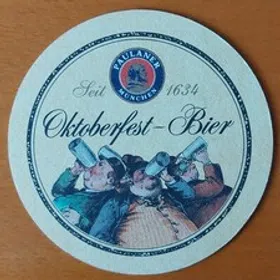 PAULANER
MÜNCHEN
Seit 1634
Oktoberfest-Bier